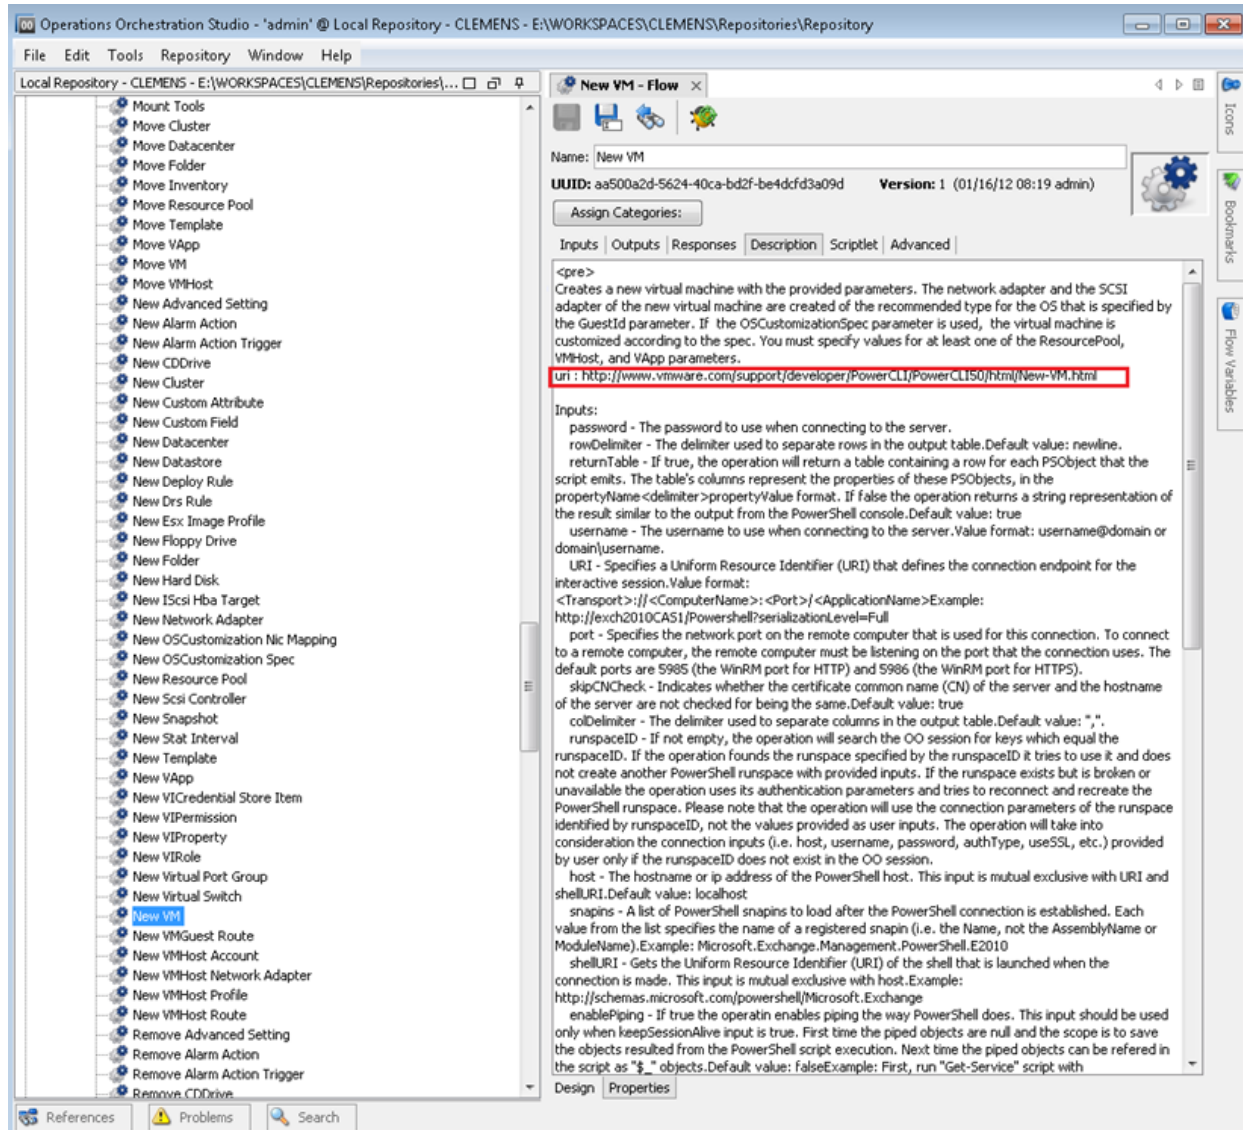 Operations Orchestration Studio - 'admin' @ Local Repository - CLEMENS - E:\WORKSPACES\CLEMENS\Repositories\Repository
File Edit Tools Repository Window Help
Local Repository - CLEMENS - E:\WORKSPACES\CLEMENS\Repositories\...
Mount Tools
Move Cluster
Move Datacenter
Move Folder
Move Inventory
Move Resource Pool
Move Template
Move VApp
Move VM
Move VMHost
New Advanced Setting
New Alarm Action
New Alarm Action Trigger
New CDDrive
New Cluster
New Custom Attribute
New Custom Field
New Datacenter
New Datastore
New Deploy Rule
New Drs Rule
New Esx Image Profile
New Floppy Drive
New Folder
New Hard Disk
New IScsi Hba Target
New Network Adapter
New OSCustomization Nic Mapping
New OSCustomization Spec
New Resource Pool
New Scsi Controller
New Snapshot
New Stat Interval
New Template
New VApp
New VICredential Store Item
New VIPermission
New VIProperty
New VIRole
New Virtual Port Group
New Virtual Switch
New VM
New VMGuest Route
New VMHost Account
New VMHost Network Adapter
New VMHost Profile
New VMHost Route
Remove Advanced Setting
Remove Alarm Action
Remove Alarm Action Trigger
Remove CDDrive
References Problems Search
New VM - Flow
Name: New VM
UUID: aa500a2d-5624-40ca-bd2f-be4dcfd3a09d Version: 1 (01/16/12 08:19 admin)
Assign Categories:
Inputs Outputs Responses Description Scriptlet Advanced
<pre>
Creates a new virtual machine with the provided parameters. The network adapter and the SCSI
adapter of the new virtual machine are created of the recommended type for the OS that is specified by
the GuestId parameter. If the OSCustomizationSpec parameter is used, the virtual machine is
customized according to the spec. You must specify values for at least one of the ResourcePool,
VMHost, and VApp parameters.
uri : http://www.vmware.com/support/developer/PowerCLI/PowerCLI50/html/New-VM.html
Inputs:
password - The password to use when connecting to the server.
rowDelimiter - The delimiter used to separate rows in the output table.Default value: newline.
returnTable - If true, the operation will return a table containing a row for each PSObject that the
script emits. The table's columns represent the properties of these PSObjects, in the
propertyName<delimiter>propertyValue format. If false the operation returns a string representation of
the result similar to the output from the PowerShell console.Default value: true
username - The username to use when connecting to the server.Value format: username@domain or
domain\username.
URI - Specifies a Uniform Resource Identifier (URI) that defines the connection endpoint for the
interactive session.Value format:
<Transport>://<ComputerName>:<Port>/<ApplicationName>Example:
http://exch2010CAS1/Powershell?serializationLevel=Full
port - Specifies the network port on the remote computer that is used for this connection. To connect
to a remote computer, the remote computer must be listening on the port that the connection uses. The
default ports are 5985 (the WinRM port for HTTP) and 5986 (the WinRM port for HTTPS).
skipCNCheck - Indicates whether the certificate common name (CN) of the server and the hostname
of the server are not checked for being the same.Default value: true
colDelimiter - The delimiter used to separate columns in the output table.Default value: ",".
runspaceID - If not empty, the operation will search the OO session for keys which equal the
runspaceID. If the operation founds the runspace specified by the runspaceID it tries to use it and does
not create another PowerShell runspace with provided inputs. If the runspace exists but is broken or
unavailable the operation uses its authentication parameters and tries to reconnect and recreate the
PowerShell runspace. Please note that the operation will use the connection parameters of the runspace
identified by runspaceID, not the values provided as user inputs. The operation will take into
consideration the connection inputs (i.e. host, username, password, authType, useSSL, etc.) provided
by user only if the runspaceID does not exist in the OO session.
host - The hostname or ip address of the PowerShell host. This input is mutual exclusive with URI and
shellURI.Default value: localhost
snapins - A list of PowerShell snapins to load after the PowerShell connection is established. Each
value from the list specifies the name of a registered snapin (i.e. the Name, not the AssemblyName or
ModuleName).Example: Microsoft.Exchange.Management.PowerShell.E2010
shellURI - Gets the Uniform Resource Identifier (URI) of the shell that is launched when the
connection is made. This input is mutual exclusive with host.Example:
http://schemas.microsoft.com/powershell/Microsoft.Exchange
enablePiping - If true the operatin enables piping the way PowerShell does. This input should be used
only when keepSessionAlive input is true. First time the piped objects are null and the scope is to save
the objects resulted from the PowerShell script execution. Next time the piped objects can be refered in
the script as "$_" objects.Default value: falseExample: First, run "Get-Service" script with
Design Properties
Icons
Bookmarks
Flow Variables